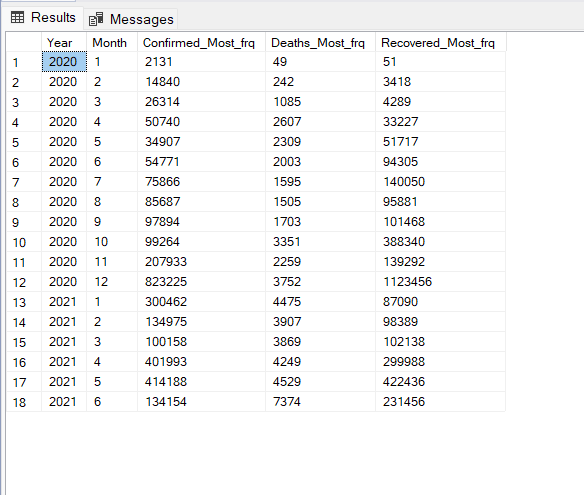 Results Messages
Year Month Confirmed_Most_frq Deaths_Most_frq Recovered_Most_frq
1 2020 1 2131 49 51
2 2020 2 14840 242 3418
3 2020 3 26314 1085 4289
4 2020 4 50740 2607 33227
5 2020 5 34907 2309 51717
6 2020 6 54771 2003 94305
7 2020 7 75866 1595 140050
8 2020 8 85687 1505 95881
9 2020 9 97894 1703 101468
10 2020 10 99264 3351 388340
11 2020 11 207933 2259 139292
12 2020 12 823225 3752 1123456
13 2021 1 300462 4475 87090
14 2021 2 134975 3907 98389
15 2021 3 100158 3869 102138
16 2021 4 401993 4249 299988
17 2021 5 414188 4529 422436
18 2021 6 134154 7374 231456